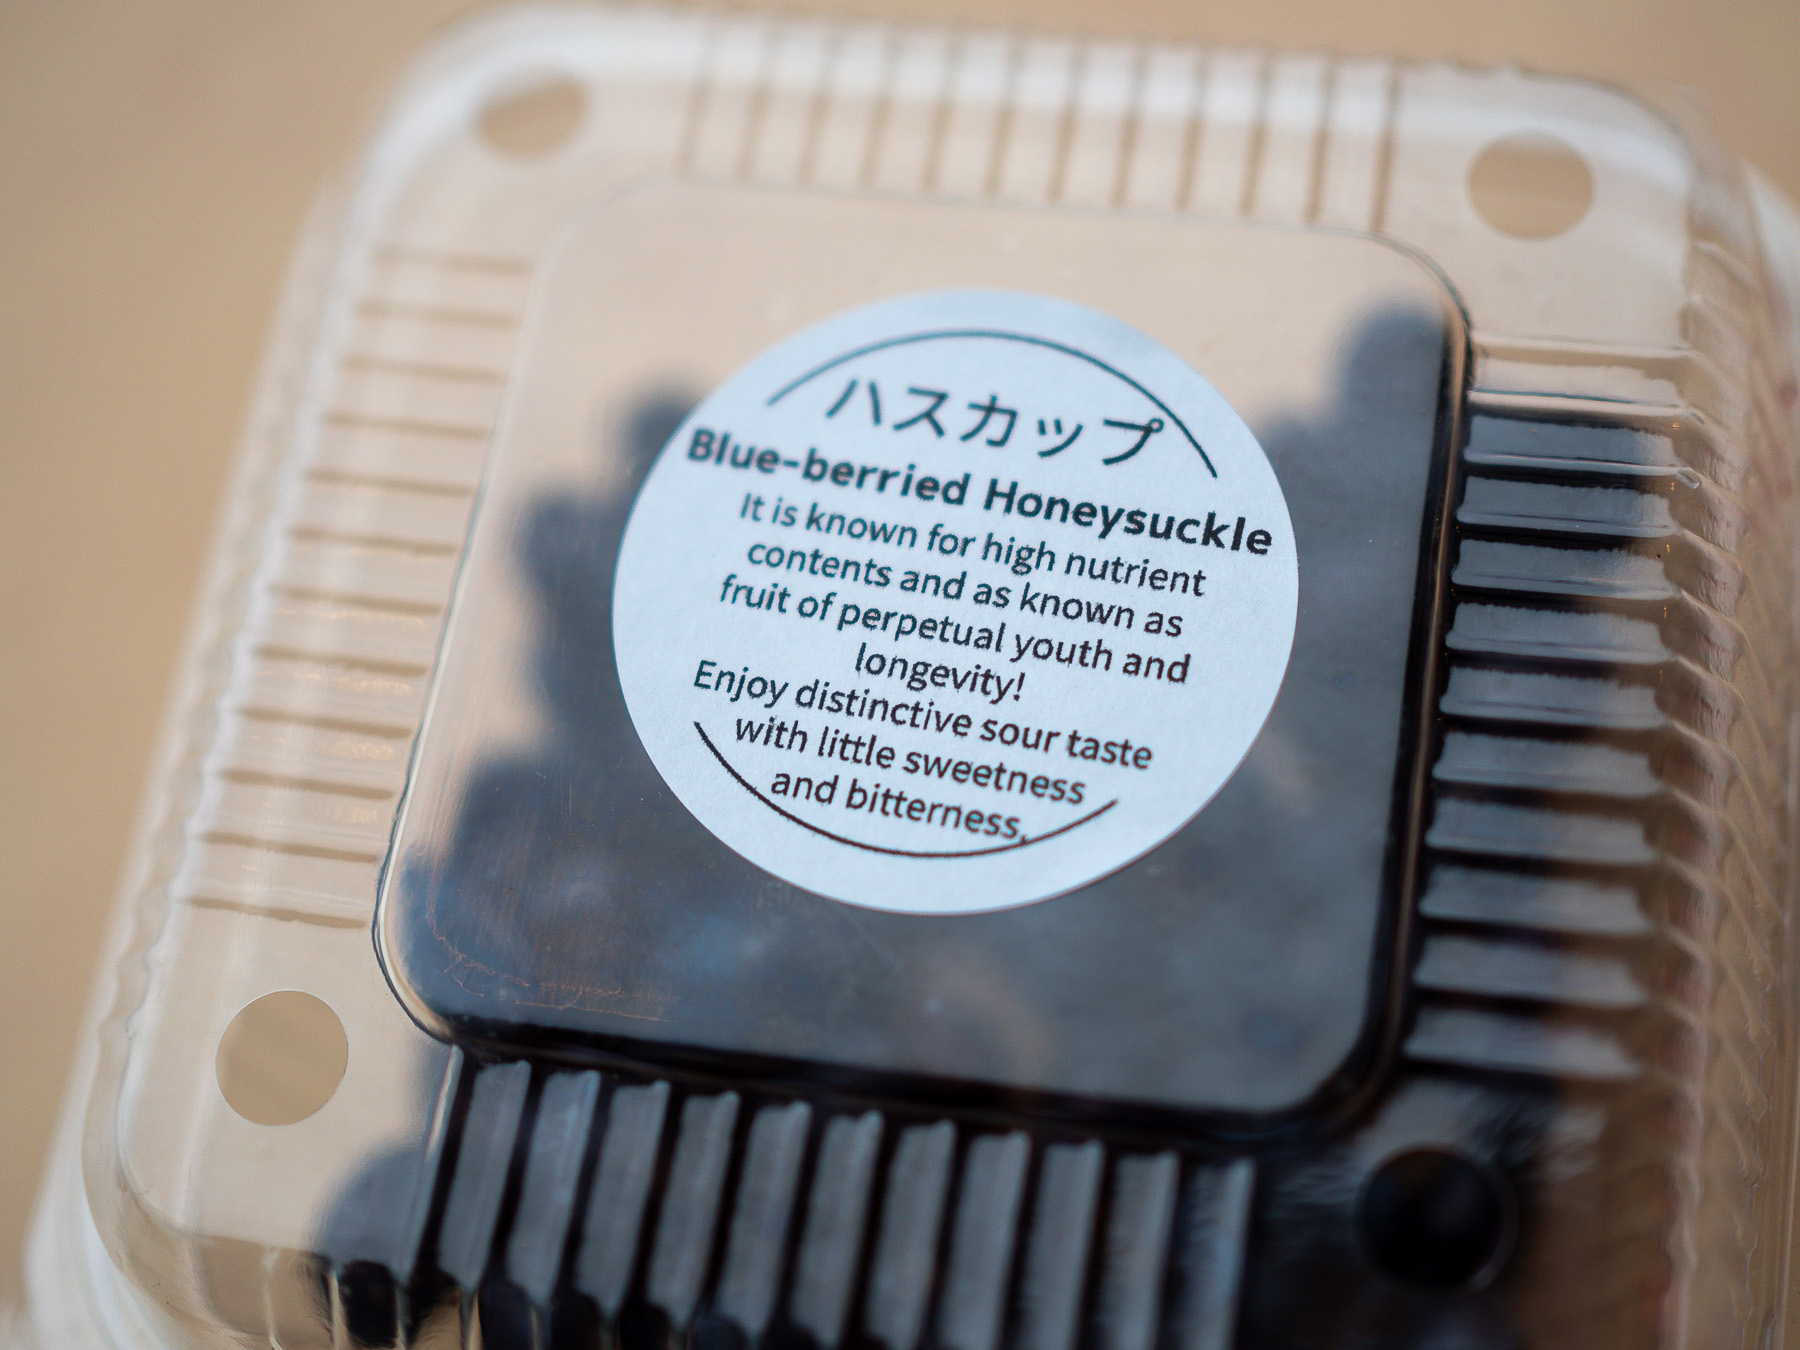 ハスカップ
Blue-berried Honeysuckle
It is known for high nutrient
contents and as known as
fruit of perpetual youth and
longevity!
Enjoy distinctive sour taste
with little sweetness
and bitterness.